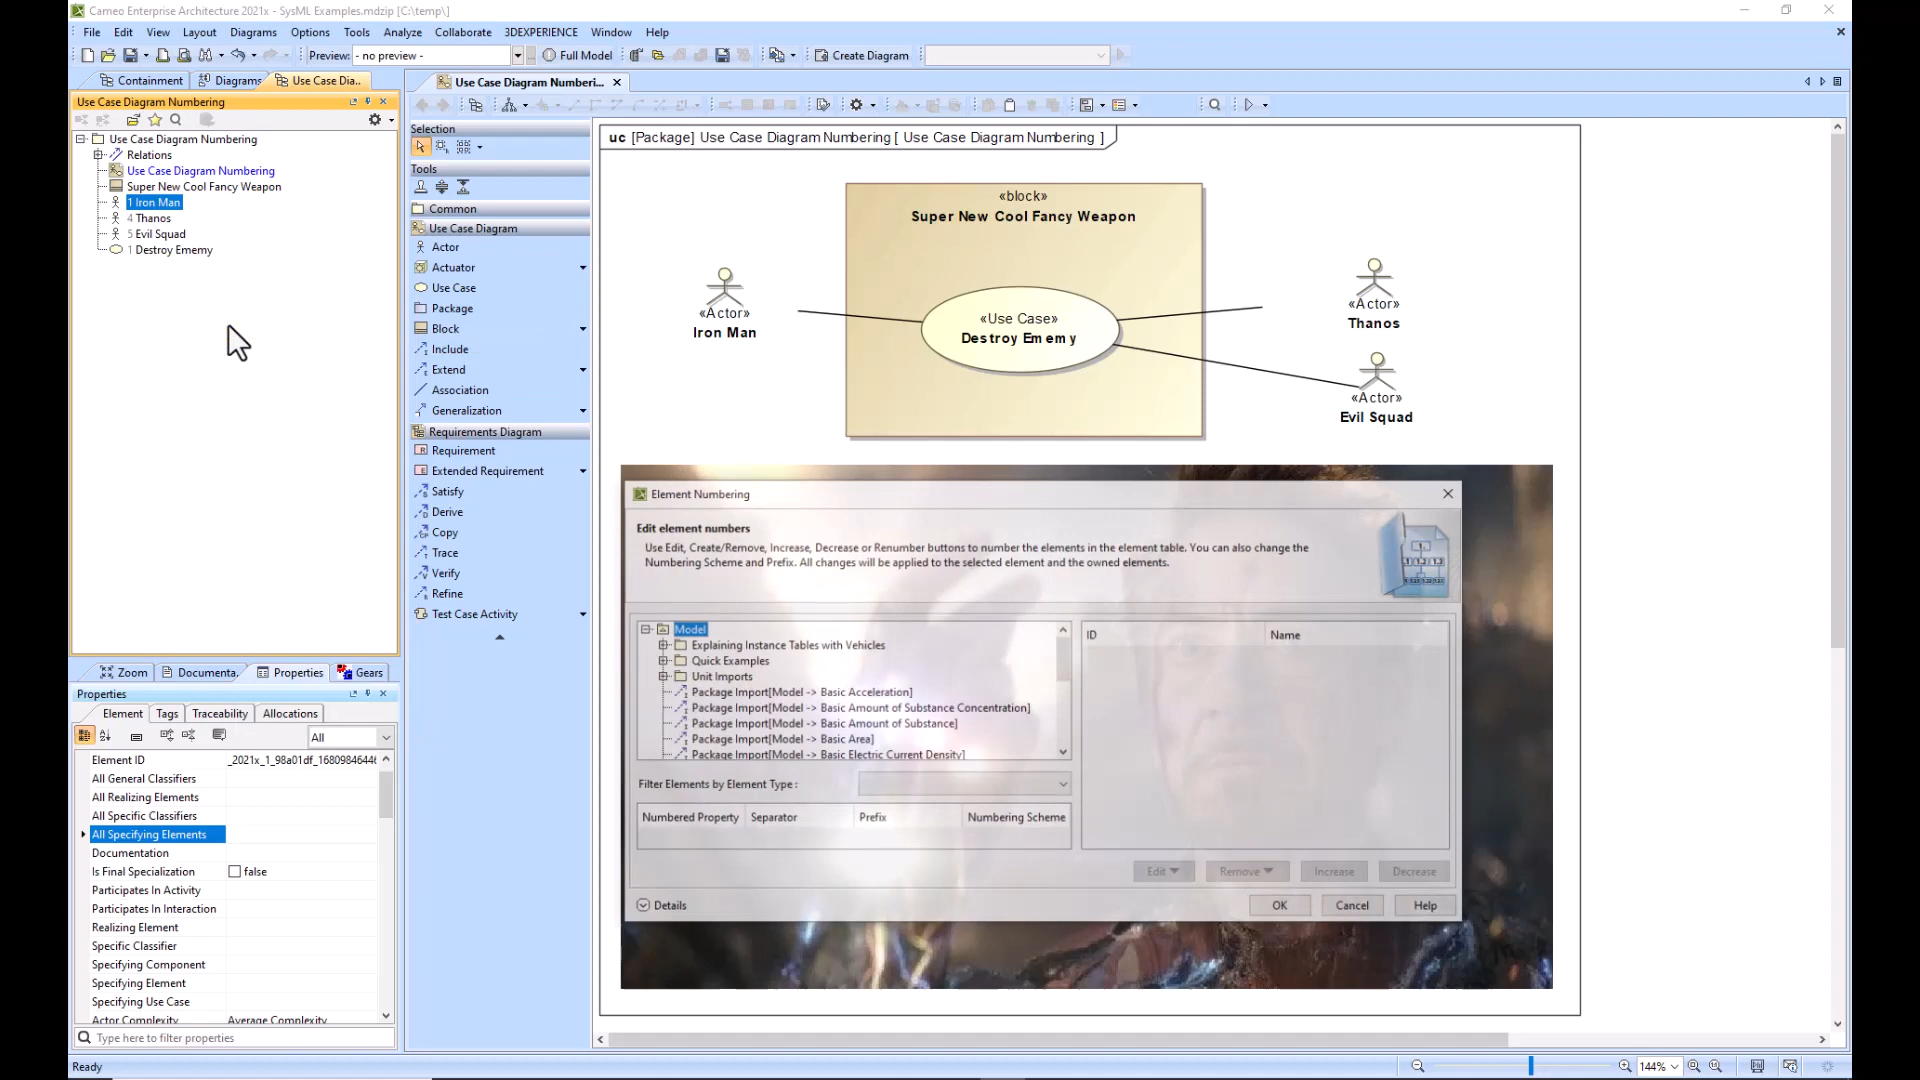 Cameo Enterprise Architecture 2021x - SysML Examples.mdzip [C:\temp\]
File Edit View Layout Diagrams Options Tools Analyze Collaborate 3DEXPERIENCE Window Help
Preview: - no preview - Full Model Create Diagram
Containment Diagrams Use Case Dia..
Use Case Diagram Numbering
Use Case Diagram Numbering
Relations
Use Case Diagram Numbering
Super New Cool Fancy Weapon
1 Iron Man
4 Thanos
5 Evil Squad
1 Destroy Ememy
Zoom Documenta. Properties Gears
Properties
Element Tags Traceability Allocations
All
Element ID _2021x_1_98a01df_1680984644
All General Classifiers
All Realizing Elements
All Specific Classifiers
All Specifying Elements
Documentation
Is Final Specialization false
Participates In Activity
Participates In Interaction
Realizing Element
Specific Classifier
Specifying Component
Specifying Element
Specifying Use Case
Actor Complexity Average Complexity
Type here to filter properties
Ready
Use Case Diagram Numberi...
Selection
Tools
Common
Use Case Diagram
Actor
Actuator
Use Case
Package
Block
Include
Extend
Association
Generalization
Requirements Diagram
Requirement
Extended Requirement
Satisfy
Derive
Copy
Trace
Verify
Refine
Test Case Activity
uc [Package] Use Case Diagram Numbering [ Use Case Diagram Numbering ]
«block»
Super New Cool Fancy Weapon
«Actor»
Iron Man
«Use Case»
Destroy Ememy
«Actor»
Thanos
«Actor»
Evil Squad
Element Numbering
Edit element numbers
Use Edit, Create/Remove, Increase, Decrease or Renumber buttons to number the elements in the element table. You can also change the
Numbering Scheme and Prefix. All changes will be applied to the selected element and the owned elements.
Model
Explaining Instance Tables with Vehicles
Quick Examples
Unit Imports
Package Import[Model -> Basic Acceleration]
Package Import[Model -> Basic Amount of Substance Concentration]
Package Import[Model -> Basic Amount of Substance]
Package Import[Model -> Basic Area]
Package Import[Model -> Basic Electric Current Density]
ID Name
Filter Elements by Element Type:
Numbered Property Separator Prefix Numbering Scheme
Edit Remove Increase Decrease
Details OK Cancel Help
144%